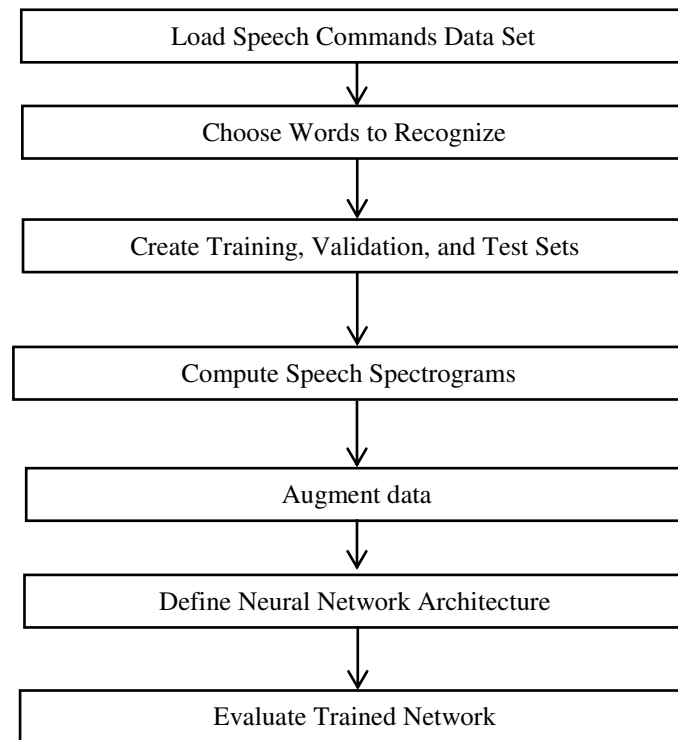 Load Speech Commands Data Set
Choose Words to Recognize
Create Training, Validation, and Test Sets
Compute Speech Spectrograms
Augment data
Define Neural Network Architecture
Evaluate Trained Network